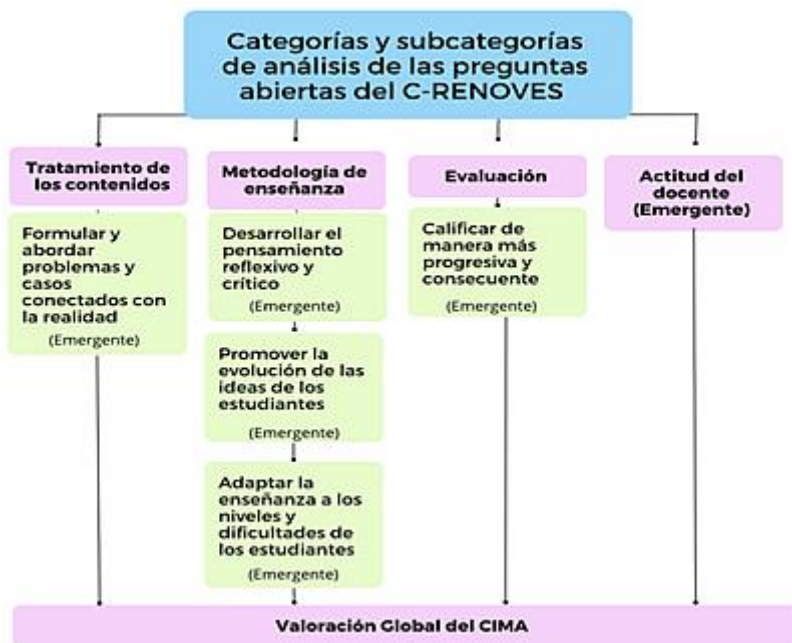 Categorías y subcategorías
de análisis de las preguntas
abiertas del C-RENOVES
Tratamiento de
los contenidos
Formular y
abordar
problemas y
casos
conectados con
la realidad
(Emergente)
Metodología de
enseñanza
Desarrollar el
pensamiento
reflexivo y
crítico
(Emergente)
Promover la
evolución de las
ideas de los
estudiantes
(Emergente)
Adaptar la
enseñanza a los
niveles y
dificultades de
los estudiantes
(Emergente)
Evaluación
Calificar de
manera más
progresiva y
consecuente
(Emergente)
Actitud del
docente
(Emergente)
Valoración Global del CIMA